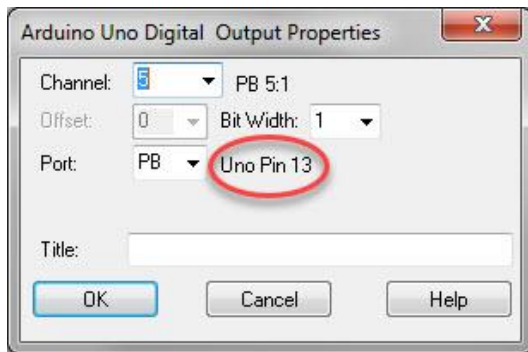 Arduino Uno Digital Output Properties
Channel: 5 PB 5:1
Offset: 0 Bit Width: 1
Port: PB Uno Pin 13
Title:
OK Cancel Help